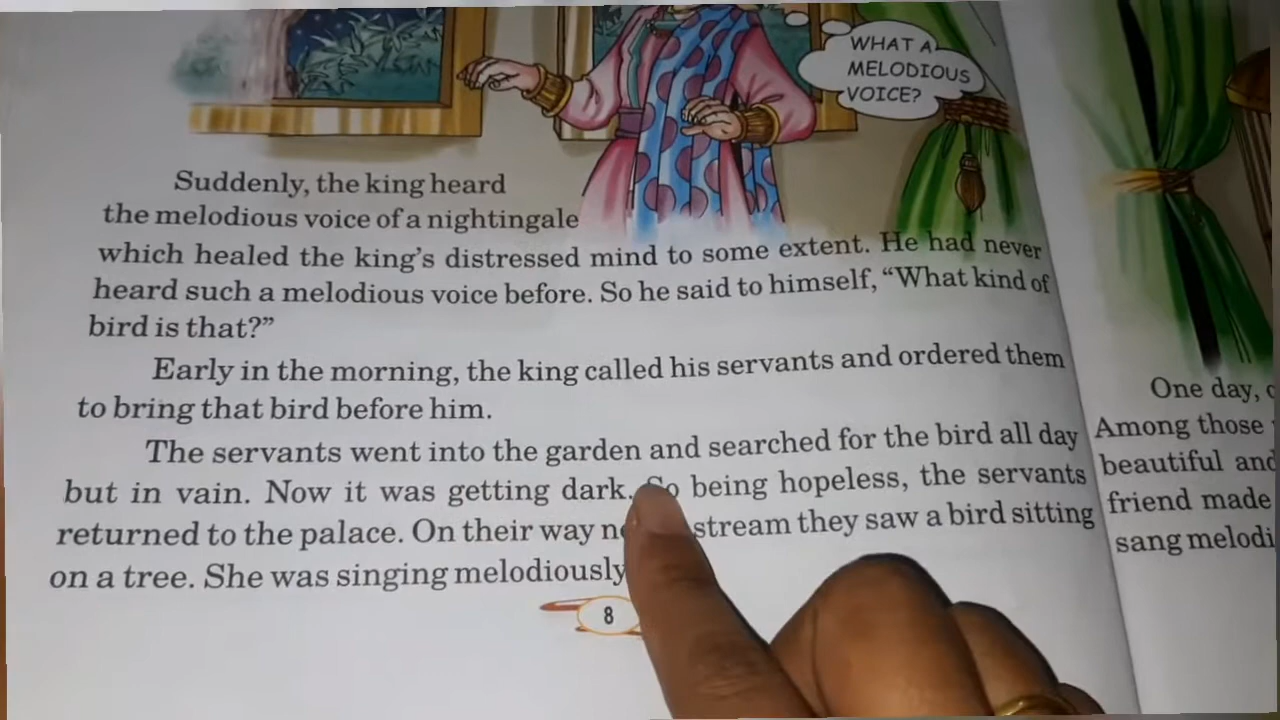 WHAT A
MELODIOUS
VOICE?
Suddenly, the king heard
the melodious voice of a nightingale
which healed the king's distressed mind to some extent. He had never
heard such a melodious voice before. So he said to himself, “What kind of
bird is that?”
Early in the morning, the king called his servants and ordered them
to bring that bird before him.
The servants went into the garden and searched for the bird all day
but in vain. Now it was getting dark. So being hopeless, the servants
returned to the palace. On their way stream they saw a bird sitting
on a tree. She was singing melodiously
8
One day,
Among those
beautiful and
friend made
sang